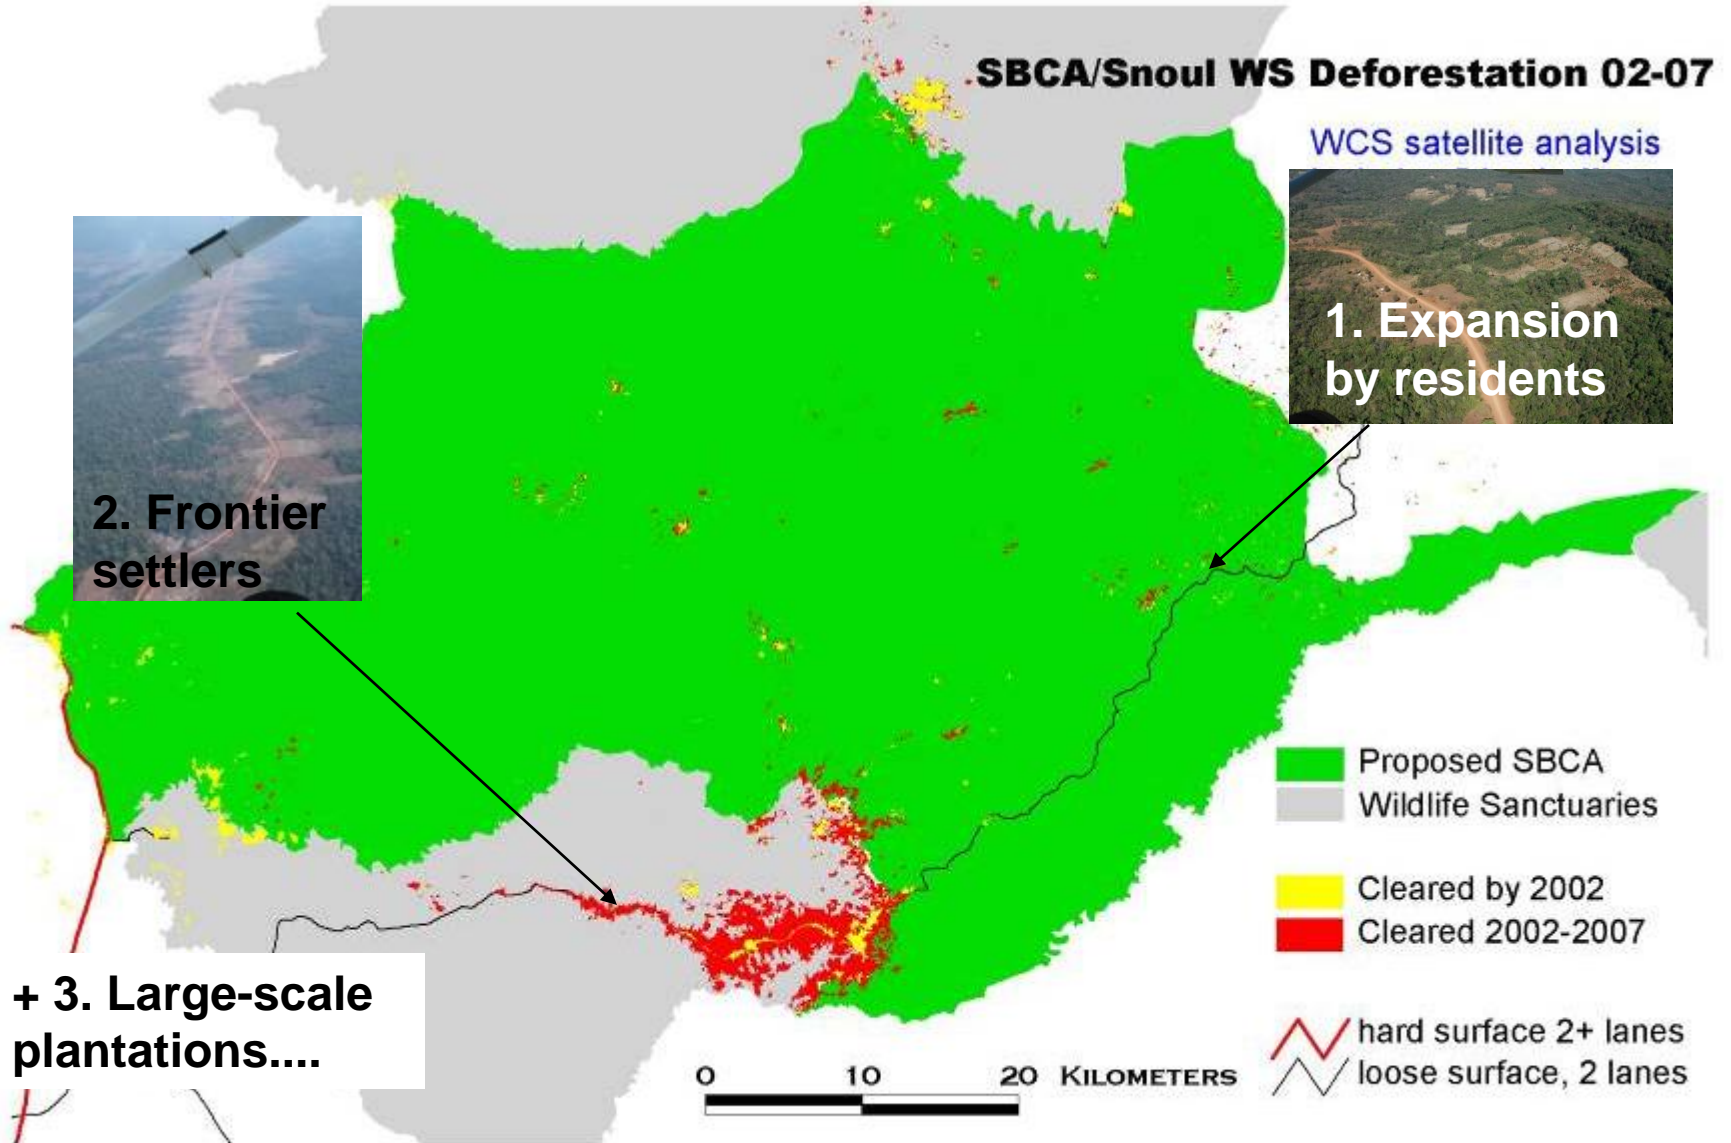 SBCA/Snoul WS Deforestation 02-07
WCS satellite analysis
1. Expansion
by residents
2. Frontier
settlers
Proposed SBCA
Wildlife Sanctuaries
Cleared by 2002
Cleared 2002-2007
+ 3. Large-scale
plantations....
hard surface 2+ lanes
loose surface, 2 lanes
0 10 20 KILOMETERS